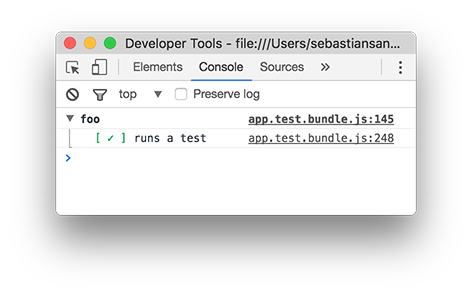 Developer Tools - file:///Users/sebastiansan...
Elements Console Sources »
top ▼ Preserve log
▼ foo app.test.bundle.js:145
[ ✓ ] runs a test app.test.bundle.js:248
>